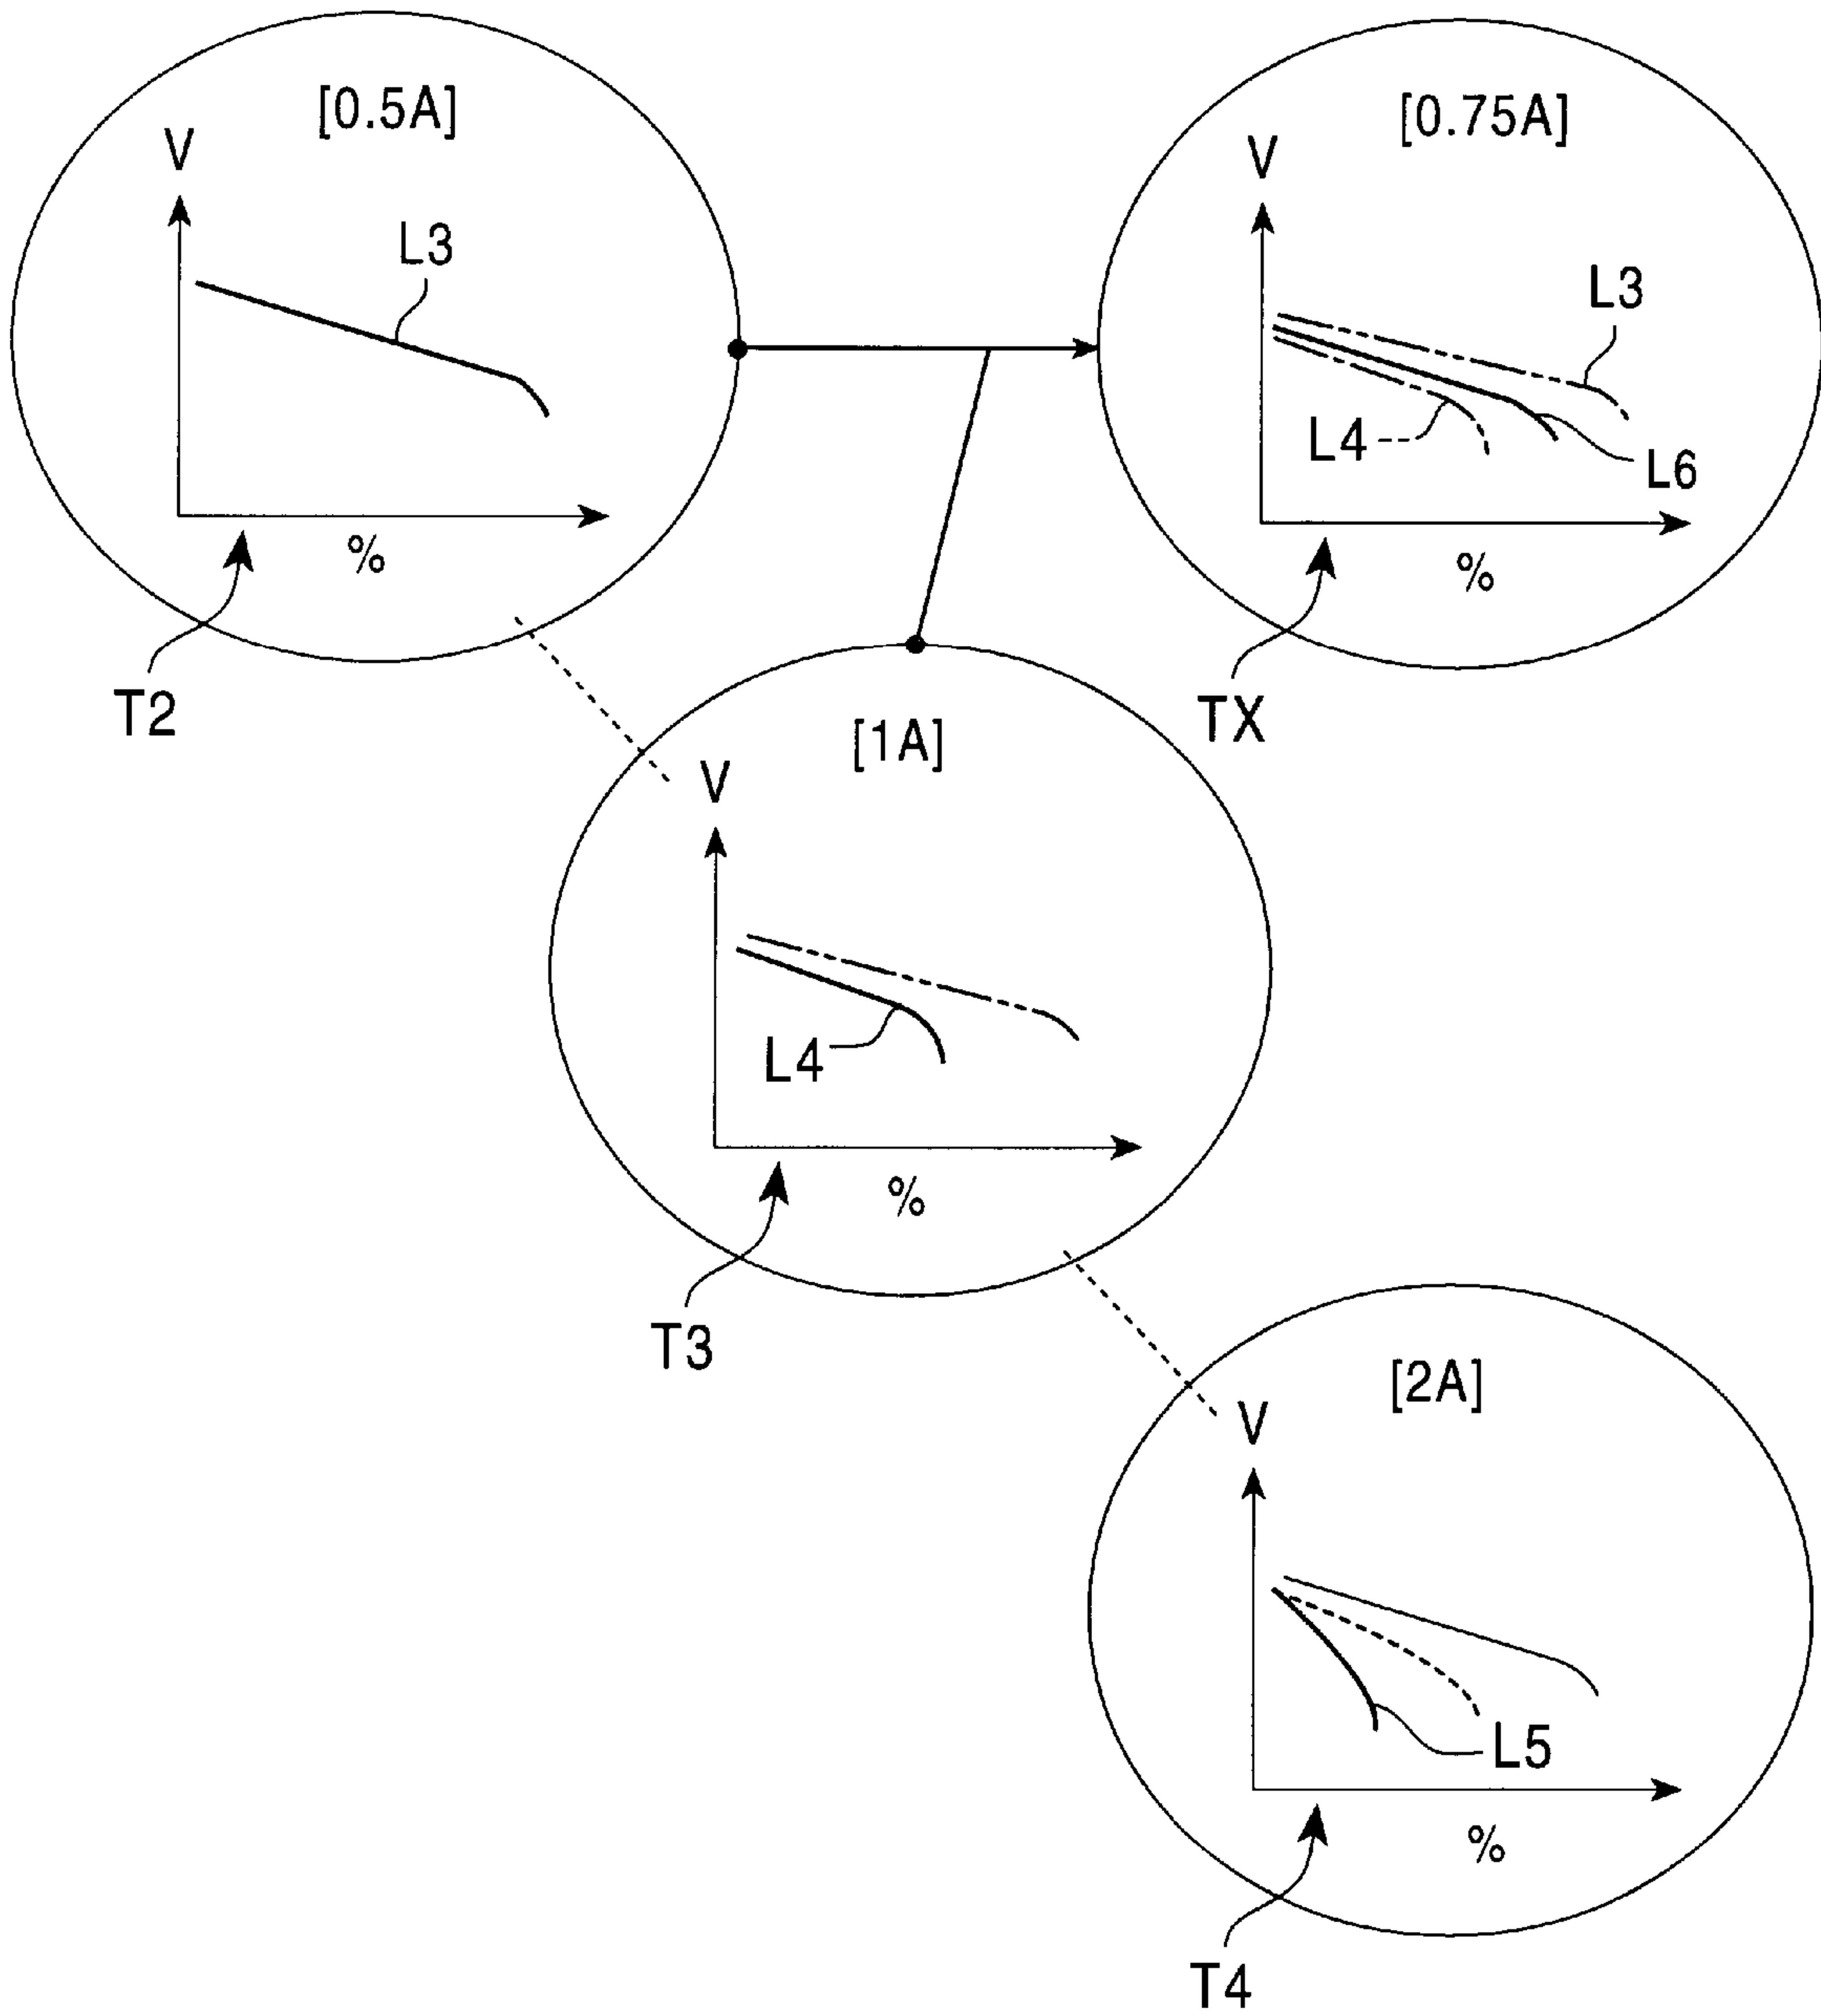 [0.5A]
V
L3
%
T2
[0.75A]
V
L3
L4
L6
%
TX
[1A]
V
L4
%
T3
[2A]
V
L5
%
T4